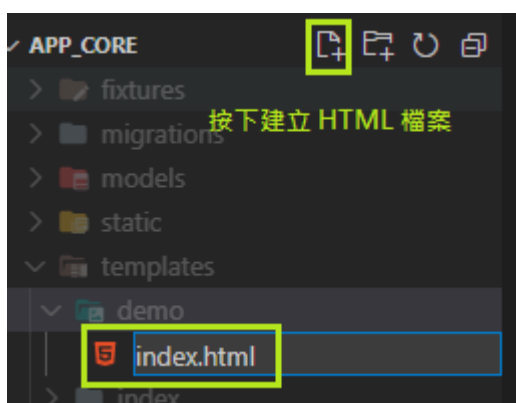 APP_CORE
fixtures
按下建立 HTML 檔案
migrations
models
static
templates
demo
index.html
index